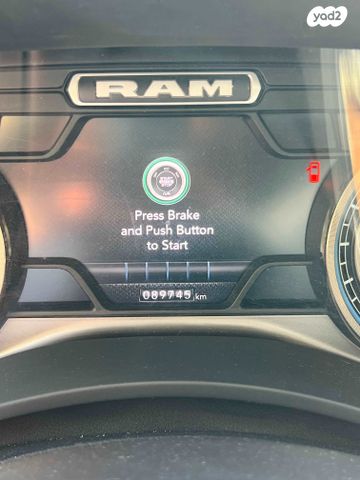 yad2
RAM
Press Brake
and Push Button
to Start
089745 km